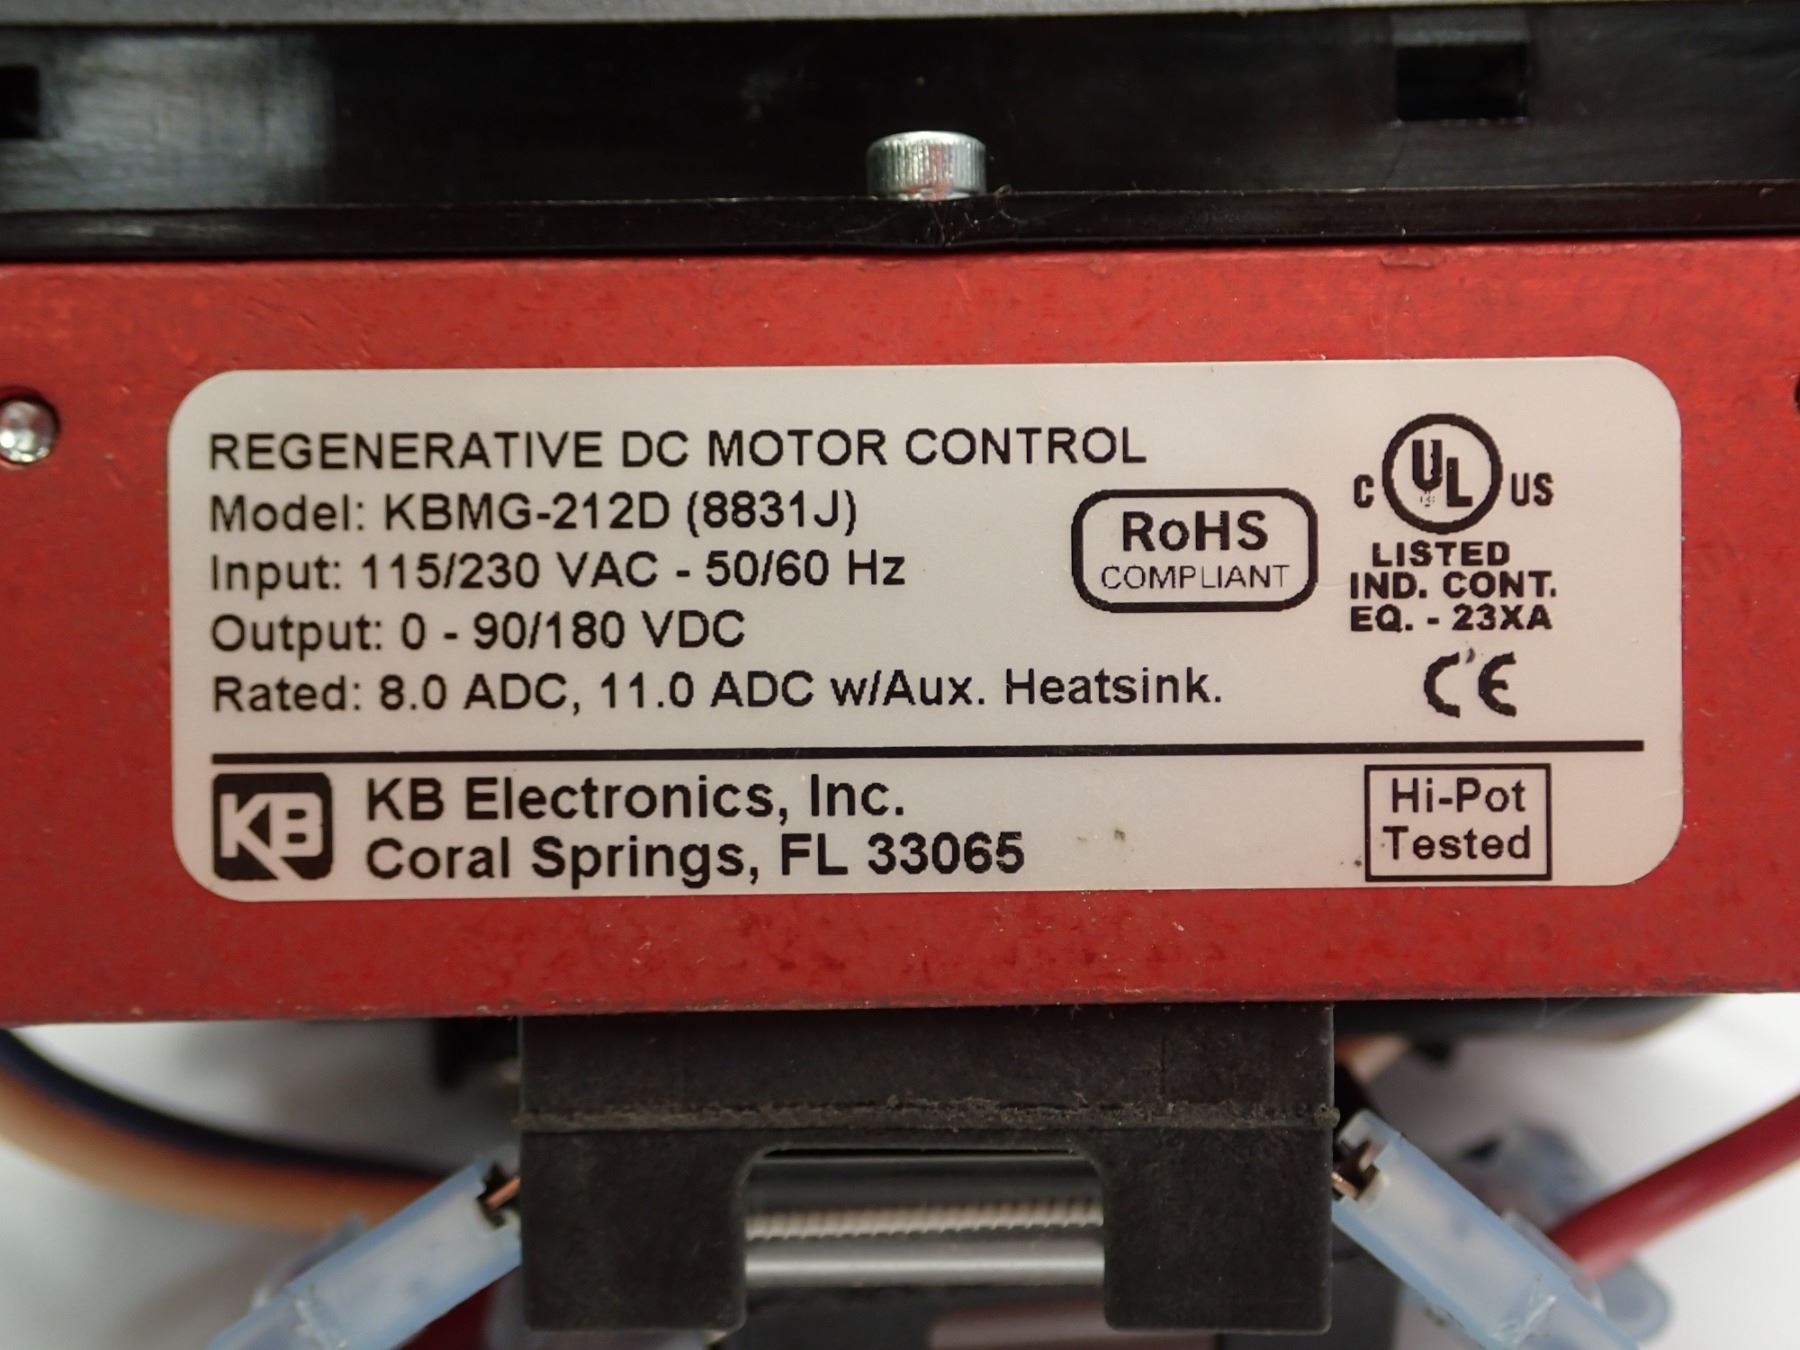 REGENERATIVE DC MOTOR CONTROL
Model: KBMG-212D (8831J)
Input: 115/230 VAC - 50/60 Hz
Output: 0 - 90/180 VDC
Rated: 8.0 ADC, 11.0 ADC w/Aux. Heatsink.
RoHS
COMPLIANT
C UL US
LISTED
IND. CONT.
EQ. - 23XA
CE
KB
KB Electronics, Inc.
Coral Springs, FL 33065
Hi-Pot
Tested